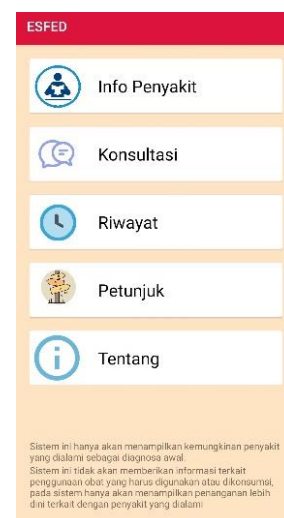 ESFED
Info Penyakit
Konsultasi
Riwayat
Petunjuk
Tentang
Sistem ini hanya akan menampilkan kemungkinan penyakit
yang dialami sebagai diagnosa awal.
Sistem ini tidak akan memberikan informasi terkait
penggunaan obat yang harus digunakan atau dikonsumsi,
pada sistem hanya akan menampilkan penanganan lebih
dini terkait dengan penyakit yang dialami